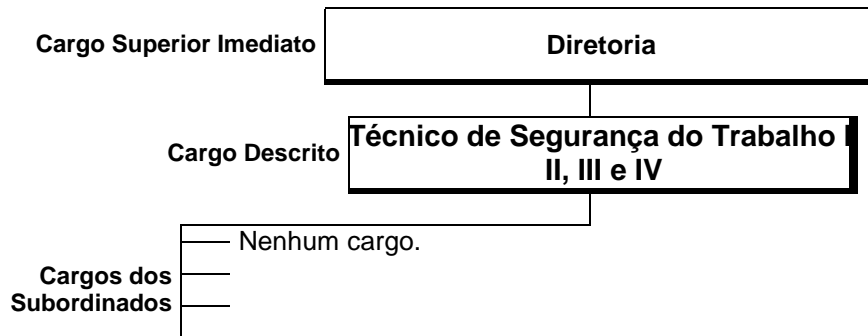 Cargo Superior Imediato
Diretoria
Cargo Descrito
Técnico de Segurança do Trabalho I
II, III e IV
Nenhum cargo.
Cargos dos
Subordinados